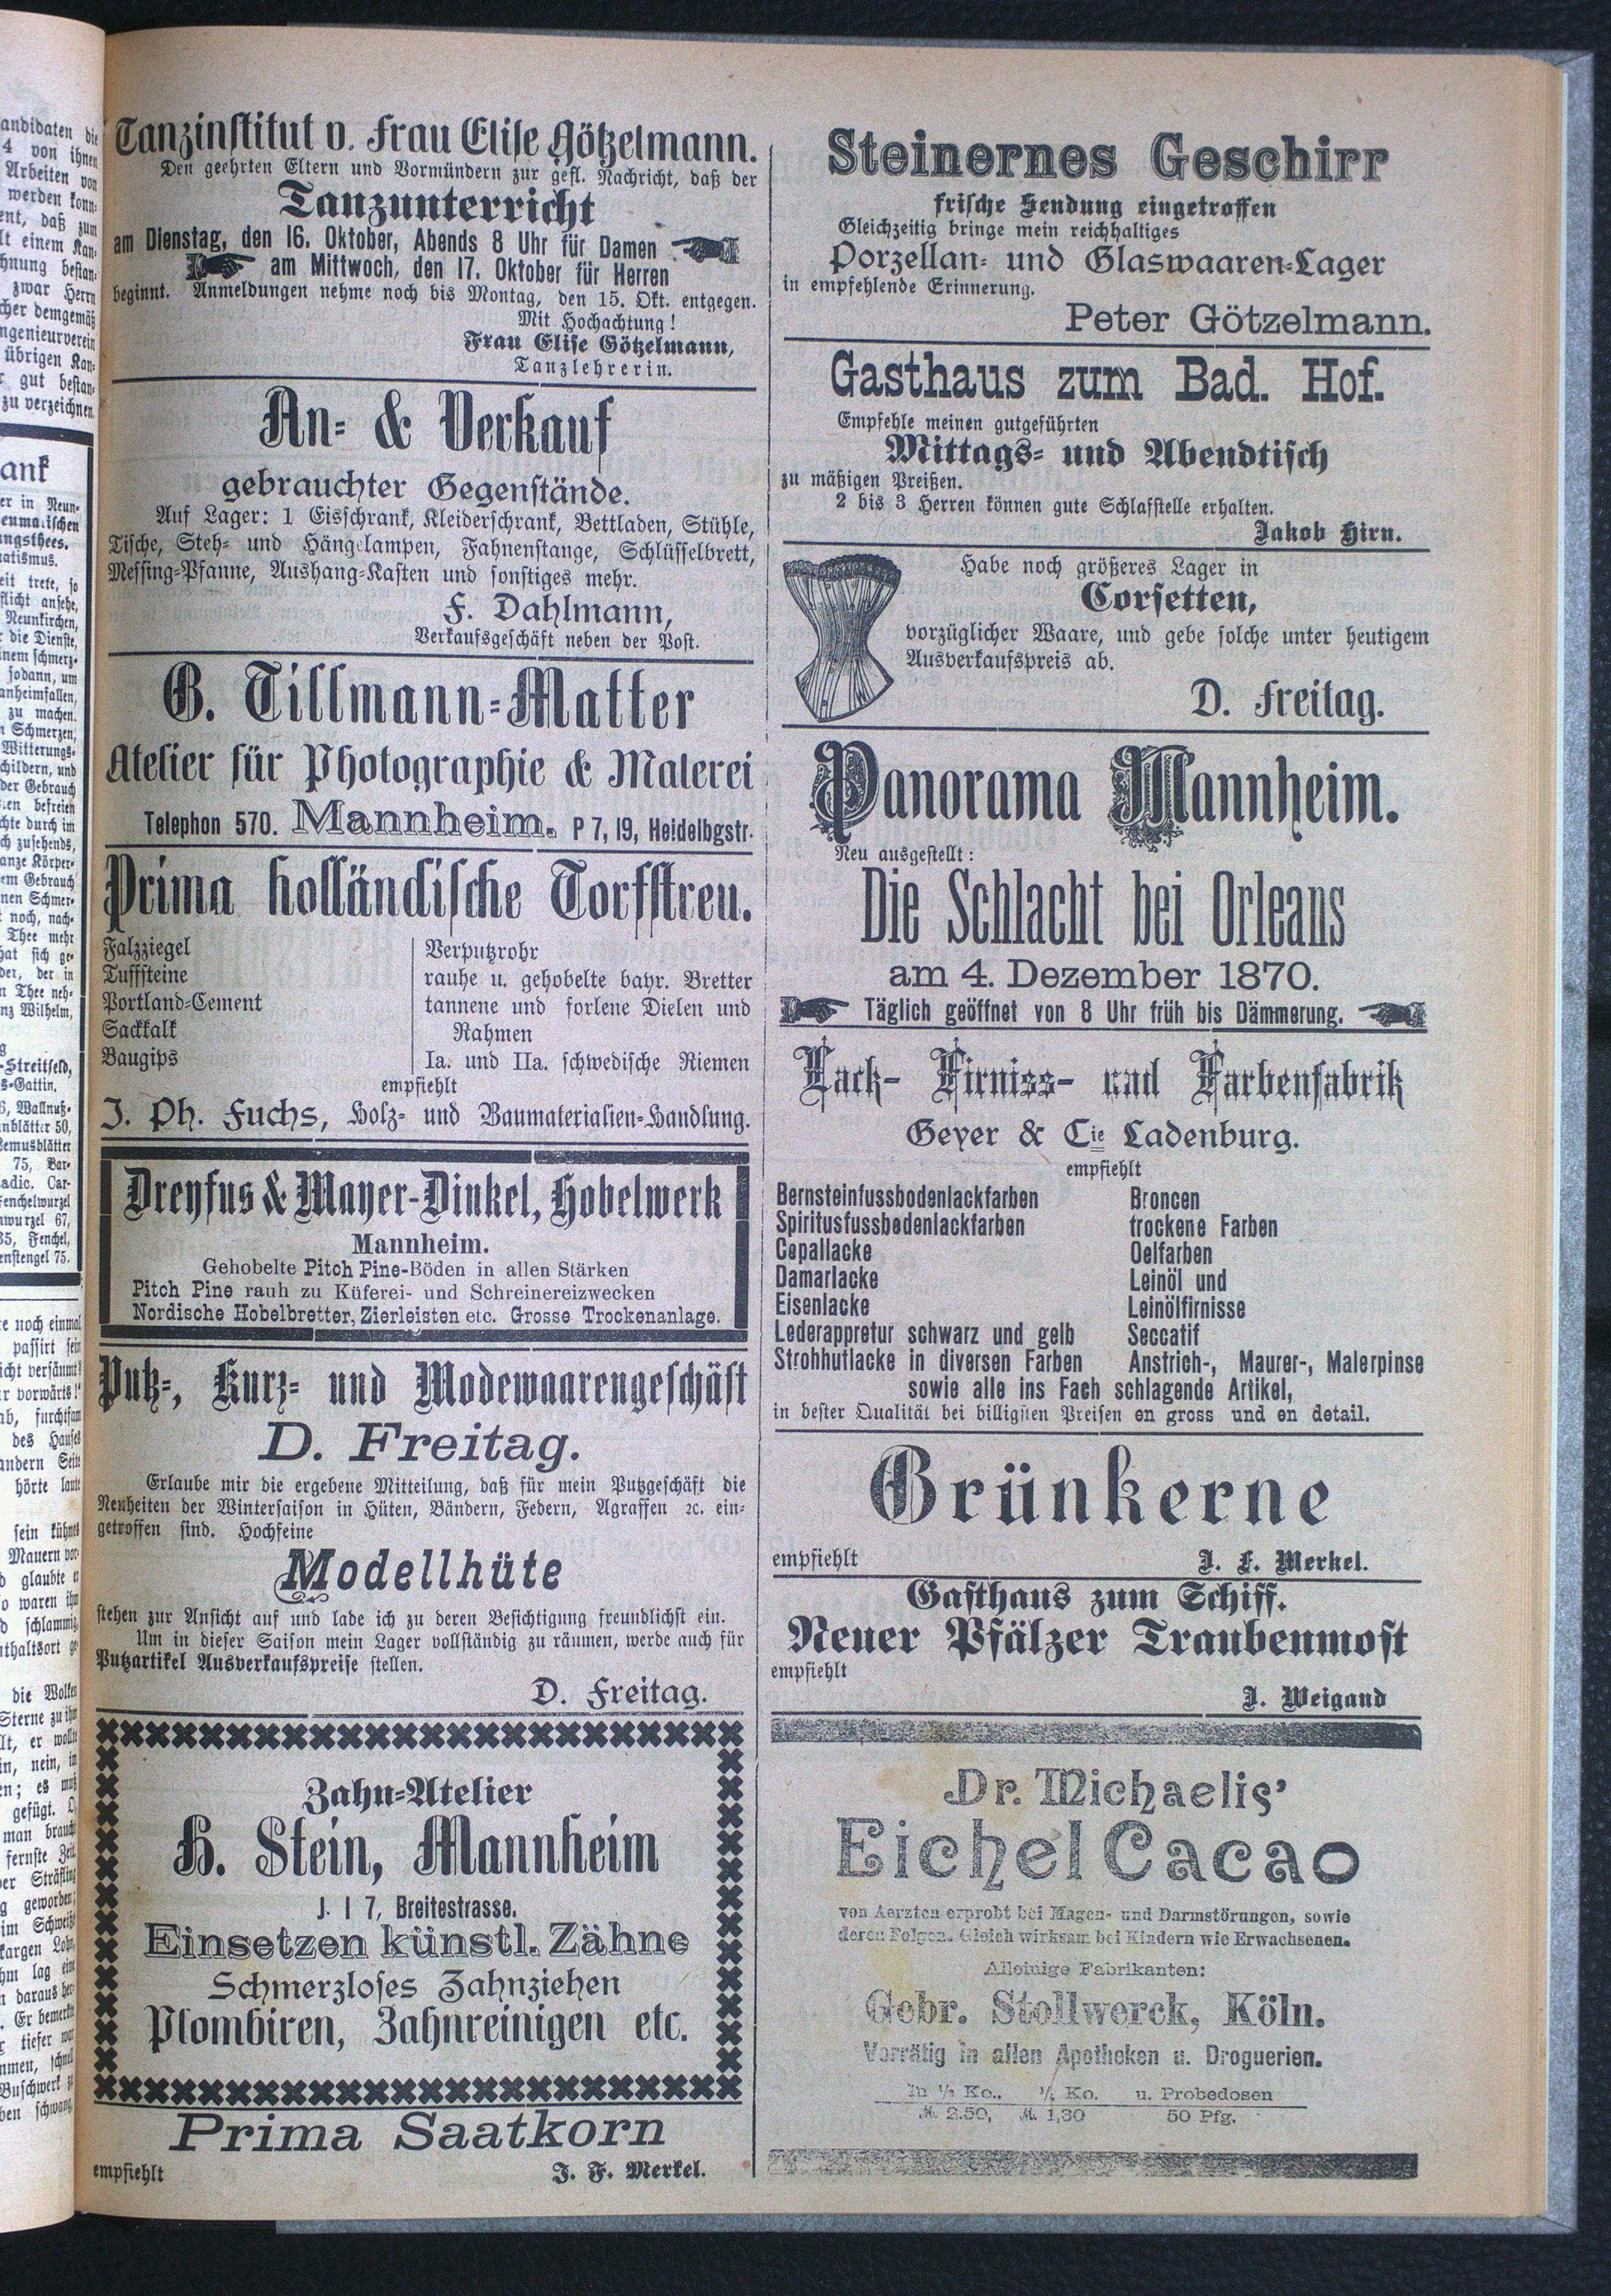 Tanzinstitut v. Frau Elise Götzelmann.
Den geehrten Eltern und Vormündern zur gefl. Nachricht, daß der
Tanzunterricht
am Dienstag, den 16. Oktober, Abends 8 Uhr für Damen
am Mittwoch, den 17. Oktober für Herren
beginnt. Anmeldungen nehme noch bis Montag, den 15. Okt. entgegen.
Mit Hochachtung!
Frau Elise Götzelmann,
Tanzlehrerin.
An- & Verkauf
gebrauchter Gegenstände.
Auf Lager: 1 Eisschrank, Kleiderschrank, Bettladen, Stühle,
Tische, Steh- und Hängelampen, Fahnenstange, Schlüsselbrett,
Messing-Pfanne, Aushang-Kasten und sonstiges mehr.
F. Dahlmann,
Verkaufsgeschäft neben der Post.
G. Tillmann-Matter
Atelier für Photographie & Malerei
Telephon 570. Mannheim. P 7, 19, Heidelbgstr.
Prima holländische Torfstreu.
Falzziegel
Tuffsteine
Portland-Cement
Sackkalk
Baugips
Verputzrohr
rauhe u. gehobelte bayr. Bretter
tannene und forlene Dielen und
Rahmen
Ia. und IIa. schwedische Riemen
empfiehlt
J. Ph. Fuchs, Holz- und Baumaterialien-Handlung.
Dreyfus & Mayer-Dinkel, Hobelwerk
Mannheim.
Gehobelte Pitch Pine-Böden in allen Stärken
Pitch Pine rauh zu Küferei- und Schreinereizwecken
Nordische Hobelbretter, Zierleisten etc. Grosse Trockenanlage.
Putz-, Kurz- und Modewaarengeschäft
D. Freitag.
Erlaube mir die ergebene Mitteilung, daß für mein Putzgeschäft die
Neuheiten der Wintersaison in Hüten, Bändern, Federn, Agraffen ꝛc. ein-
getroffen sind. Hochfeine
Modellhüte
stehen zur Ansicht auf und lade ich zu deren Besichtigung freundlichst ein.
Um in dieser Saison mein Lager vollständig zu räumen, werde auch für
Putzartikel Ausverkaufspreise stellen.
D. Freitag.
Zahn-Atelier
H. Stein, Mannheim
J. 1 7, Breitestrasse.
Einsetzen künstl. Zähne
Schmerzloses Zahnziehen
Plombiren, Zahnreinigen etc.
Prima Saatkorn
empfiehlt J. F. Merkel.
Steinernes Geschirr
frische Sendung eingetroffen
Gleichzeitig bringe mein reichhaltiges
Porzellan- und Glaswaaren-Lager
in empfehlende Erinnerung.
Peter Götzelmann.
Gasthaus zum Bad. Hof.
Empfehle meinen gutgeführten
Mittags- und Abendtisch
zu mäßigen Preißen.
2 bis 3 Herren können gute Schlafstelle erhalten.
Jakob Hirn.
Habe noch größeres Lager in
Corsetten,
vorzüglicher Waare, und gebe solche unter heutigem
Ausverkaufspreis ab.
D. Freitag.
Panorama Mannheim.
Neu ausgestellt:
Die Schlacht bei Orleans
am 4. Dezember 1870.
Täglich geöffnet von 8 Uhr früh bis Dämmerung.
Lack- Firniss- und Farbenfabrik
Geyer & Cie Ladenburg.
empfiehlt
Bernsteinfussbodenlackfarben
Spiritusfussbodenlackfarben
Copallacke
Damarlacke
Eisenlacke
Lederappretur schwarz und gelb
Strohhutlacke in diversen Farben
Broncen
trockene Farben
Oelfarben
Leinöl und
Leinölfirnisse
Seccatif
Anstrich-, Maurer-, Malerpinse
sowie alle ins Fach schlagende Artikel,
in bester Qualität bei billigsten Preisen en gross und en detail.
Grünkerne
empfiehlt J. F. Merkel.
Gasthaus zum Schiff.
Neuer Pfälzer Traubenmost
empfiehlt
J. Weigand
Dr. Michaelis'
Eichel Cacao
von Aerzten erprobt bei Magen- und Darmstörungen, sowie
deren Folgen. Gleich wirksam bei Kindern wie Erwachsenen.
Alleinige Fabrikanten:
Gebr. Stollwerck, Köln.
Vorrätig in allen Apotheken u. Droguerien.
In ½ Ko., ¼ Ko. u. Probedosen
M. 2.50, M. 1,30 50 Pfg.